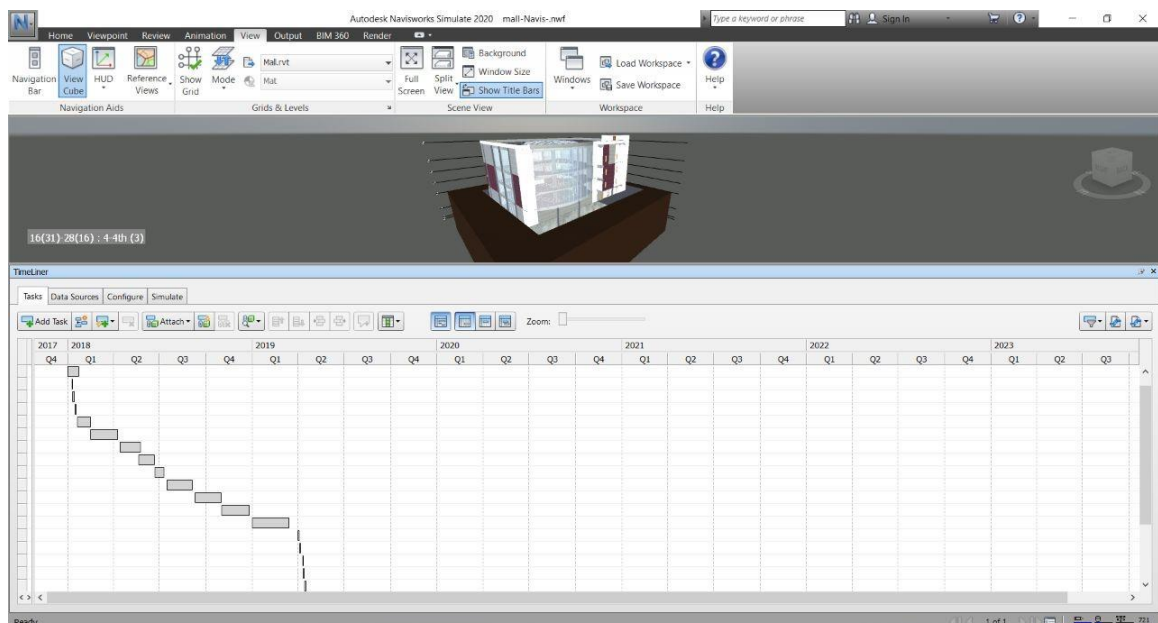 Autodesk Navisworks Simulate 2020 mall-Navis-.nwf
Type a keyword or phrase
Sign In
Home Viewpoint Review Animation View Output BIM 360 Render
Navigation Bar
View Cube
HUD
Reference Views
Show Grid
Mode
Mal.rvt
Mat
Full Screen
Split View
Background
Window Size
Show Title Bars
Windows
Load Workspace
Save Workspace
Help
Navigation Aids Grids & Levels Scene View Workspace Help
16(31)-28(16) : 4-4th (3)
TimeLiner
Tasks Data Sources Configure Simulate
Add Task Attach Zoom:
2017 2018 2019 2020 2021 2022 2023
Q4 Q1 Q2 Q3 Q4 Q1 Q2 Q3 Q4 Q1 Q2 Q3 Q4 Q1 Q2 Q3 Q4 Q1 Q2 Q3 Q4 Q1 Q2 Q3
Ready 1 of 1 721